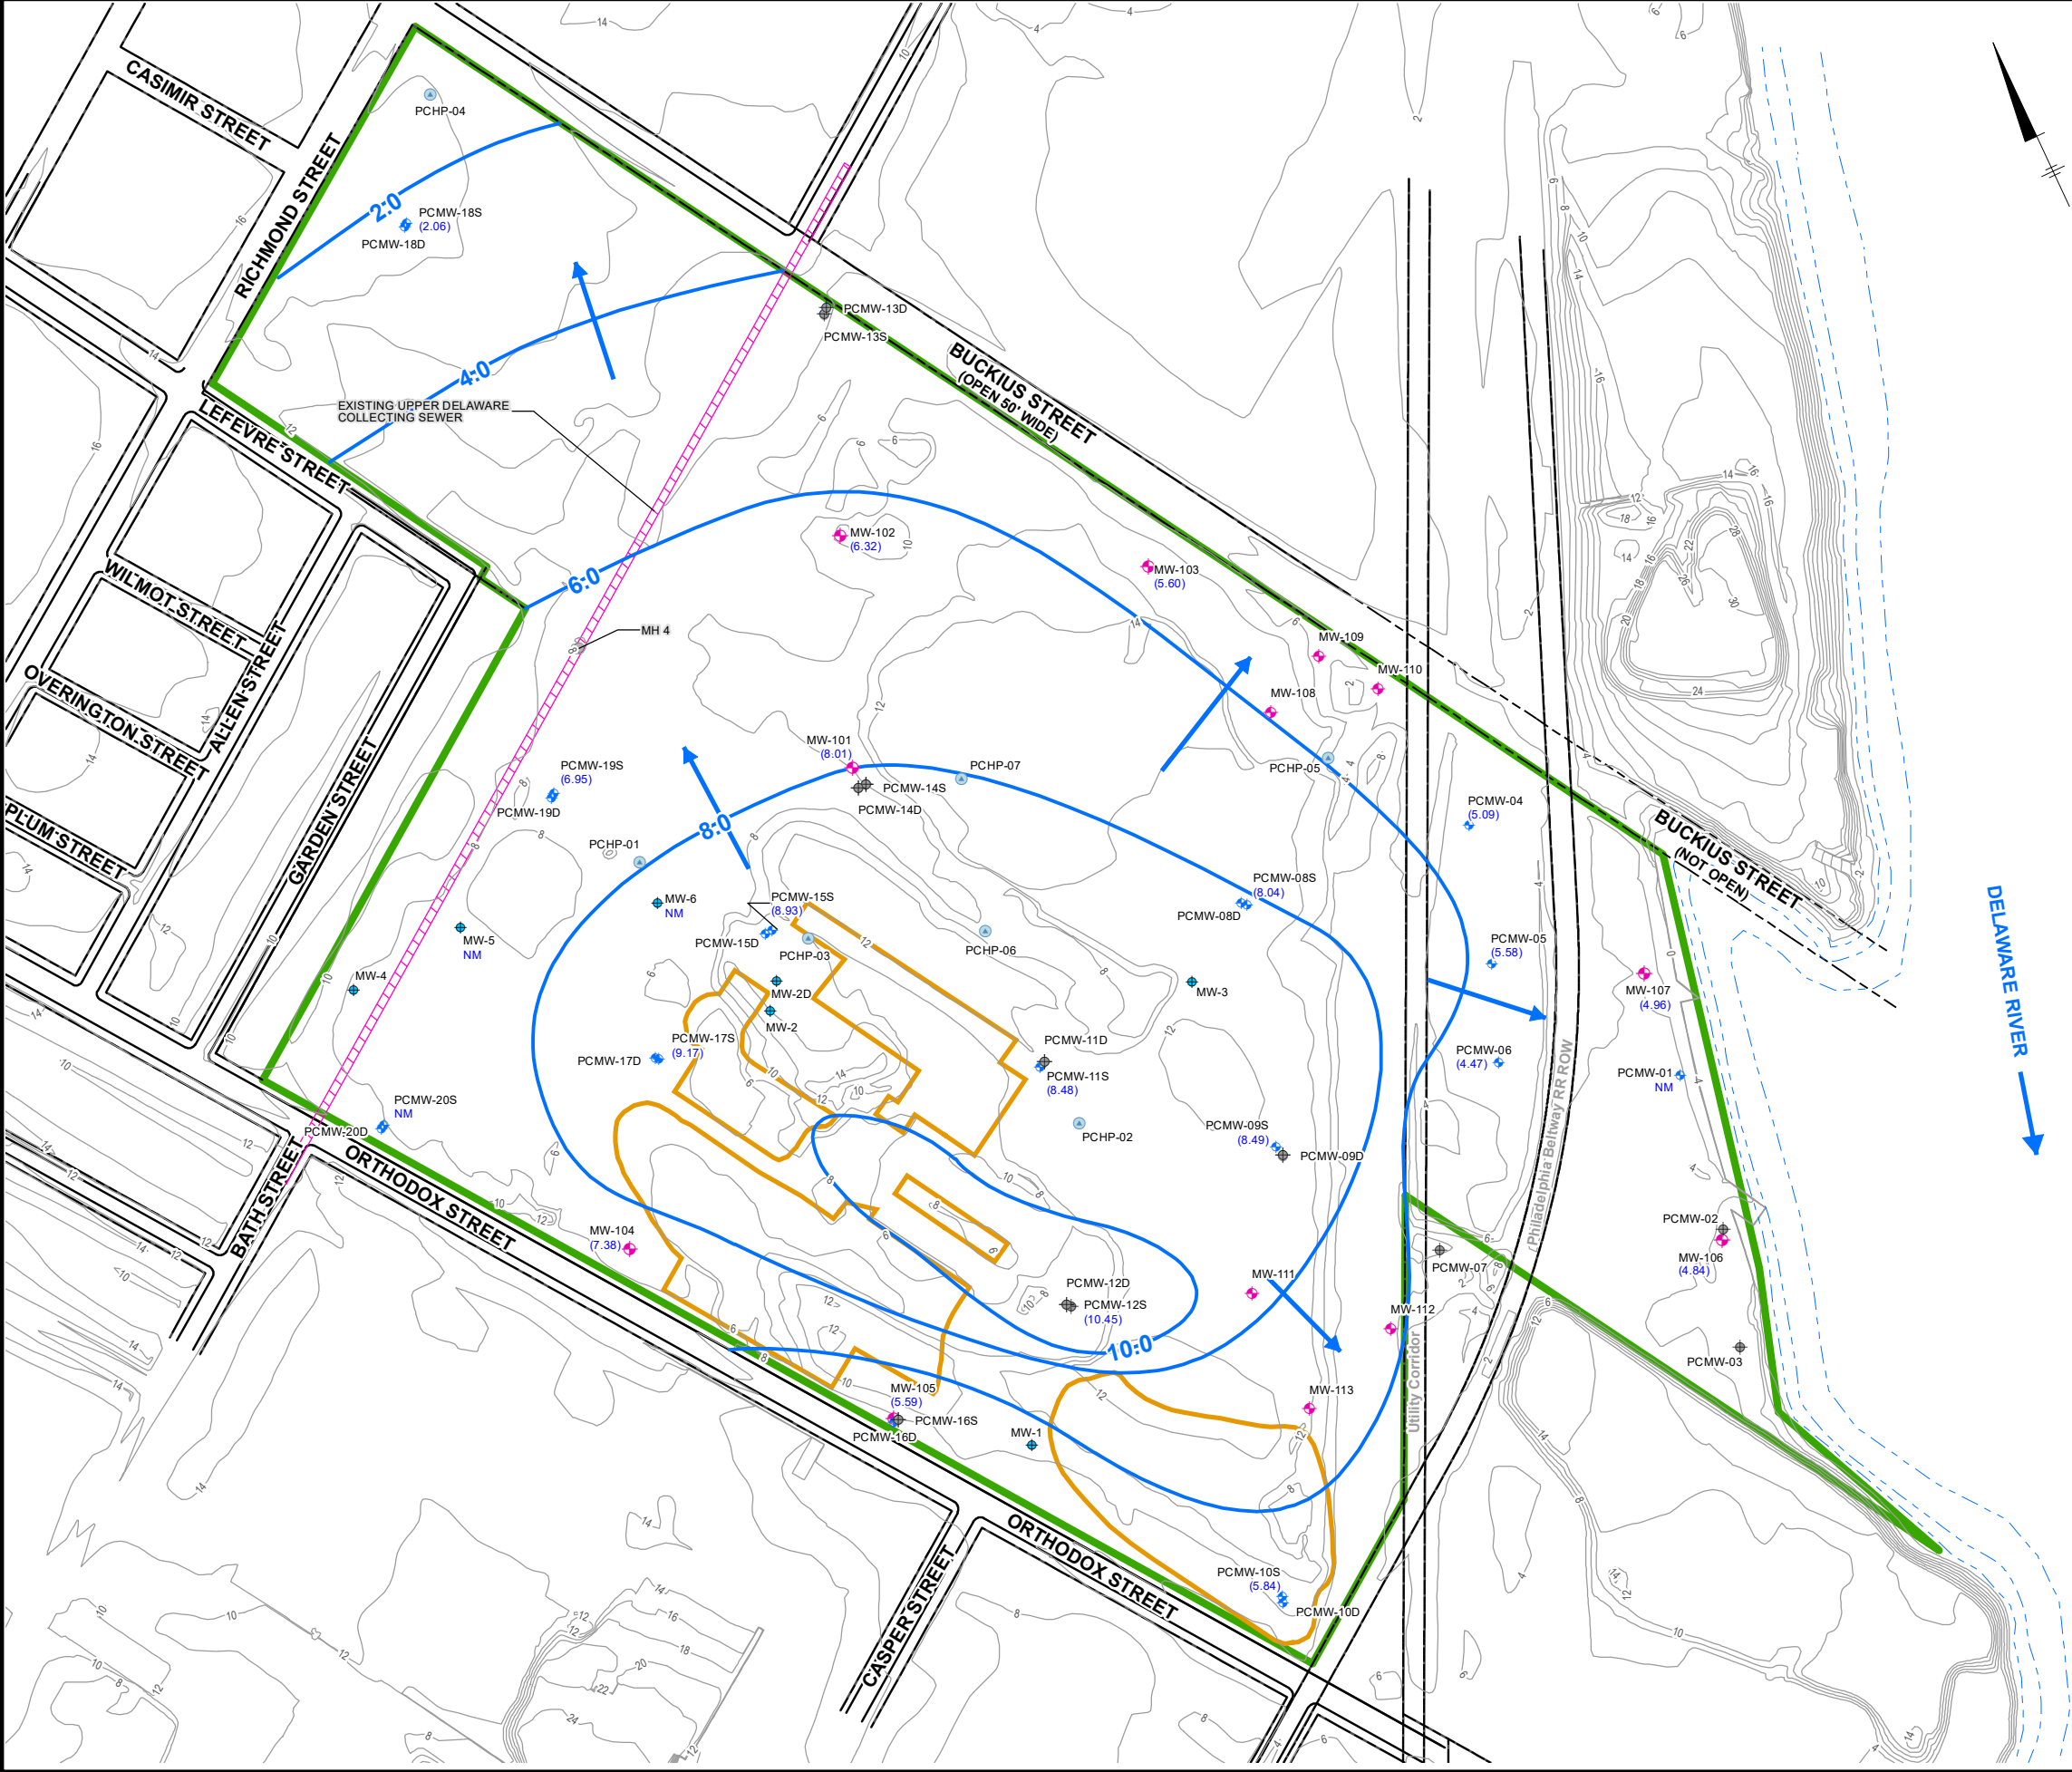 CASIMIR STREET
RICHMOND STREET
PCHP-04
2.0
PCMW-18S
(2.06)
PCMW-18D
PCMW-13D
PCMW-13S
BUCKIUS STREET
(OPEN 50' WIDE)
4.0
EXISTING UPPER DELAWARE
COLLECTING SEWER
LEFEVRE STREET
MW-102
(6.32)
MW-103
(5.60)
6.0
WILMOT STREET
MH 4
MW-109
MW-110
MW-108
OVERINGTON STREET
ALLEN STREET
MW-101
(8.01)
PCHP-07
PCHP-05
PCMW-14S
PCMW-14D
PCMW-19S
(6.95)
PCMW-19D
8.0
PCMW-04
(5.09)
BUCKIUS STREET
(NOT OPEN)
PLUM STREET
GARDEN STREET
PCHP-01
MW-6
NM
PCMW-15S
(8.93)
PCMW-15D
PCHP-03
PCHP-06
PCMW-08S
(8.04)
PCMW-08D
MW-5
NM
MW-4
MW-2D
MW-2
MW-3
PCMW-05
(5.58)
MW-107
(4.96)
DELAWARE RIVER
PCMW-17S
(9.17)
PCMW-17D
PCMW-11D
PCMW-11S
(8.48)
PCMW-06
(4.47)
PCMW-01
NM
PCMW-20S
NM
PCMW-20D
PCHP-02
PCMW-09S
(8.49)
PCMW-09D
Philadelphia Beltway RR ROW
BATH STREET
ORTHODOX STREET
MW-104
(7.38)
PCMW-02
MW-106
(4.84)
PCMW-07
MW-111
PCMW-12D
PCMW-12S
(10.45)
10.0
MW-112
PCMW-03
Utility Corridor
MW-105
(5.59)
PCMW-16S
PCMW-16D
MW-1
MW-113
ORTHODOX STREET
CASPER STREET
PCMW-10S
(5.84)
PCMW-10D